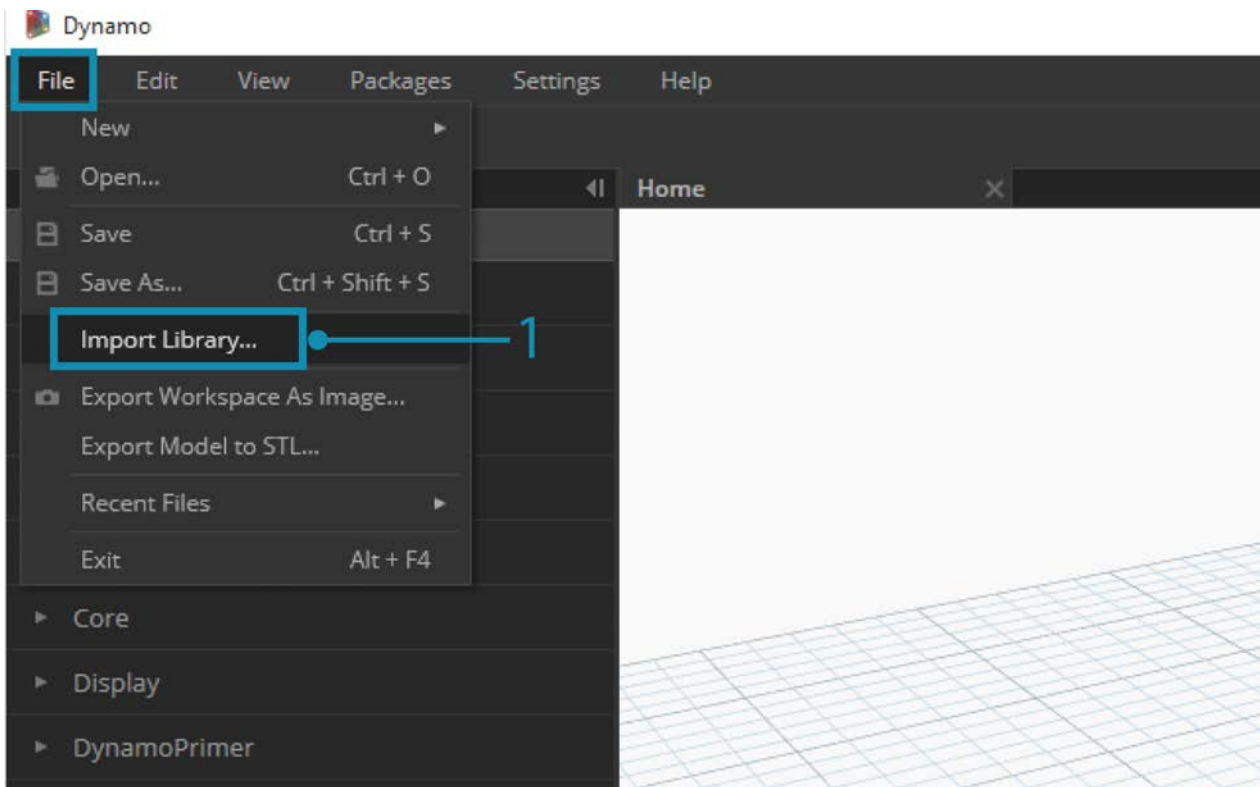 Dynamo
File Edit View Packages Settings Help
New
Open... Ctrl + O
Home
Save Ctrl + S
Save As... Ctrl + Shift + S
Import Library... 1
Export Workspace As Image...
Export Model to STL...
Recent Files
Exit Alt + F4
Core
Display
DynamoPrimer